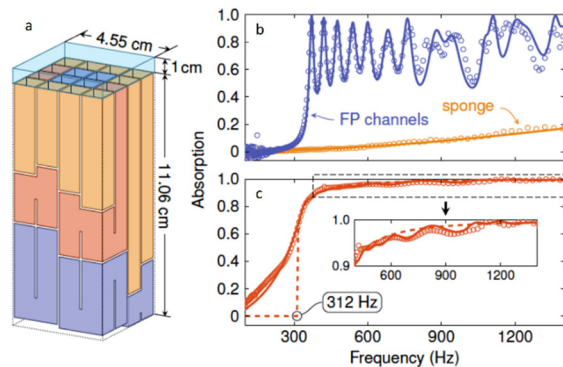 a
4.55 cm
1cm
11.06 cm
b
1.0
0.8
0.6
0.4
0.2
0
FP channels
sponge
Absorption
c
1.0
0.8
0.6
0.4
0.2
0
1.0
0.9
600 900 1200
312 Hz
300 600 900 1200
Frequency (Hz)